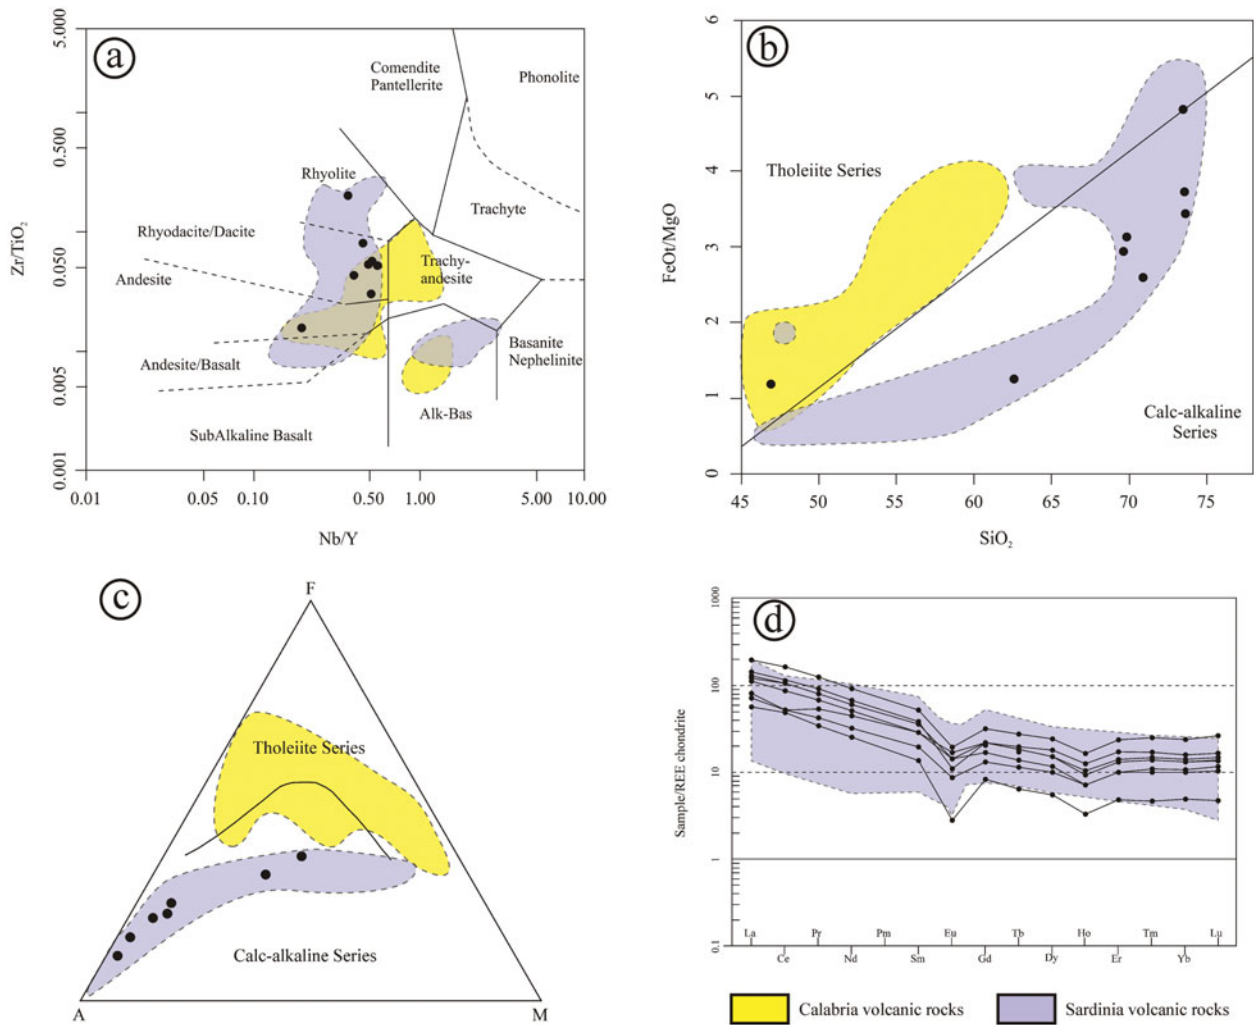 a
5.000
0.500
0.050
0.005
0.001
Zr/TiO2
Comendite
Pantellerite
Phonolite
Rhyolite
Trachyte
Rhyodacite/Dacite
Trachy-
andesite
Andesite
Andesite/Basalt
Basanite
Nephelinite
Alk-Bas
SubAlkaline Basalt
0.01
0.05
0.10
0.50
1.00
5.00
10.00
Nb/Y
b
6
5
4
3
2
1
0
FeOt/MgO
Tholeiite Series
Calc-alkaline
Series
45
50
55
60
65
70
75
SiO2
c
F
Tholeiite Series
Calc-alkaline Series
A
M
d
1000
100
10
1
0.1
Sample/REE chondrite
La
Ce
Pr
Nd
Pm
Sm
Eu
Gd
Tb
Dy
Ho
Er
Tm
Yb
Lu
Calabria volcanic rocks
Sardinia volcanic rocks